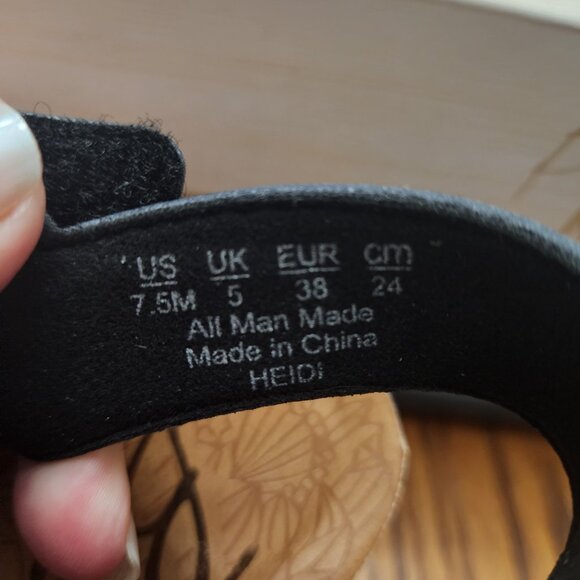 US UK EUR cm
7.5M 5 38 24
All Man Made
Made in China
HEIDI